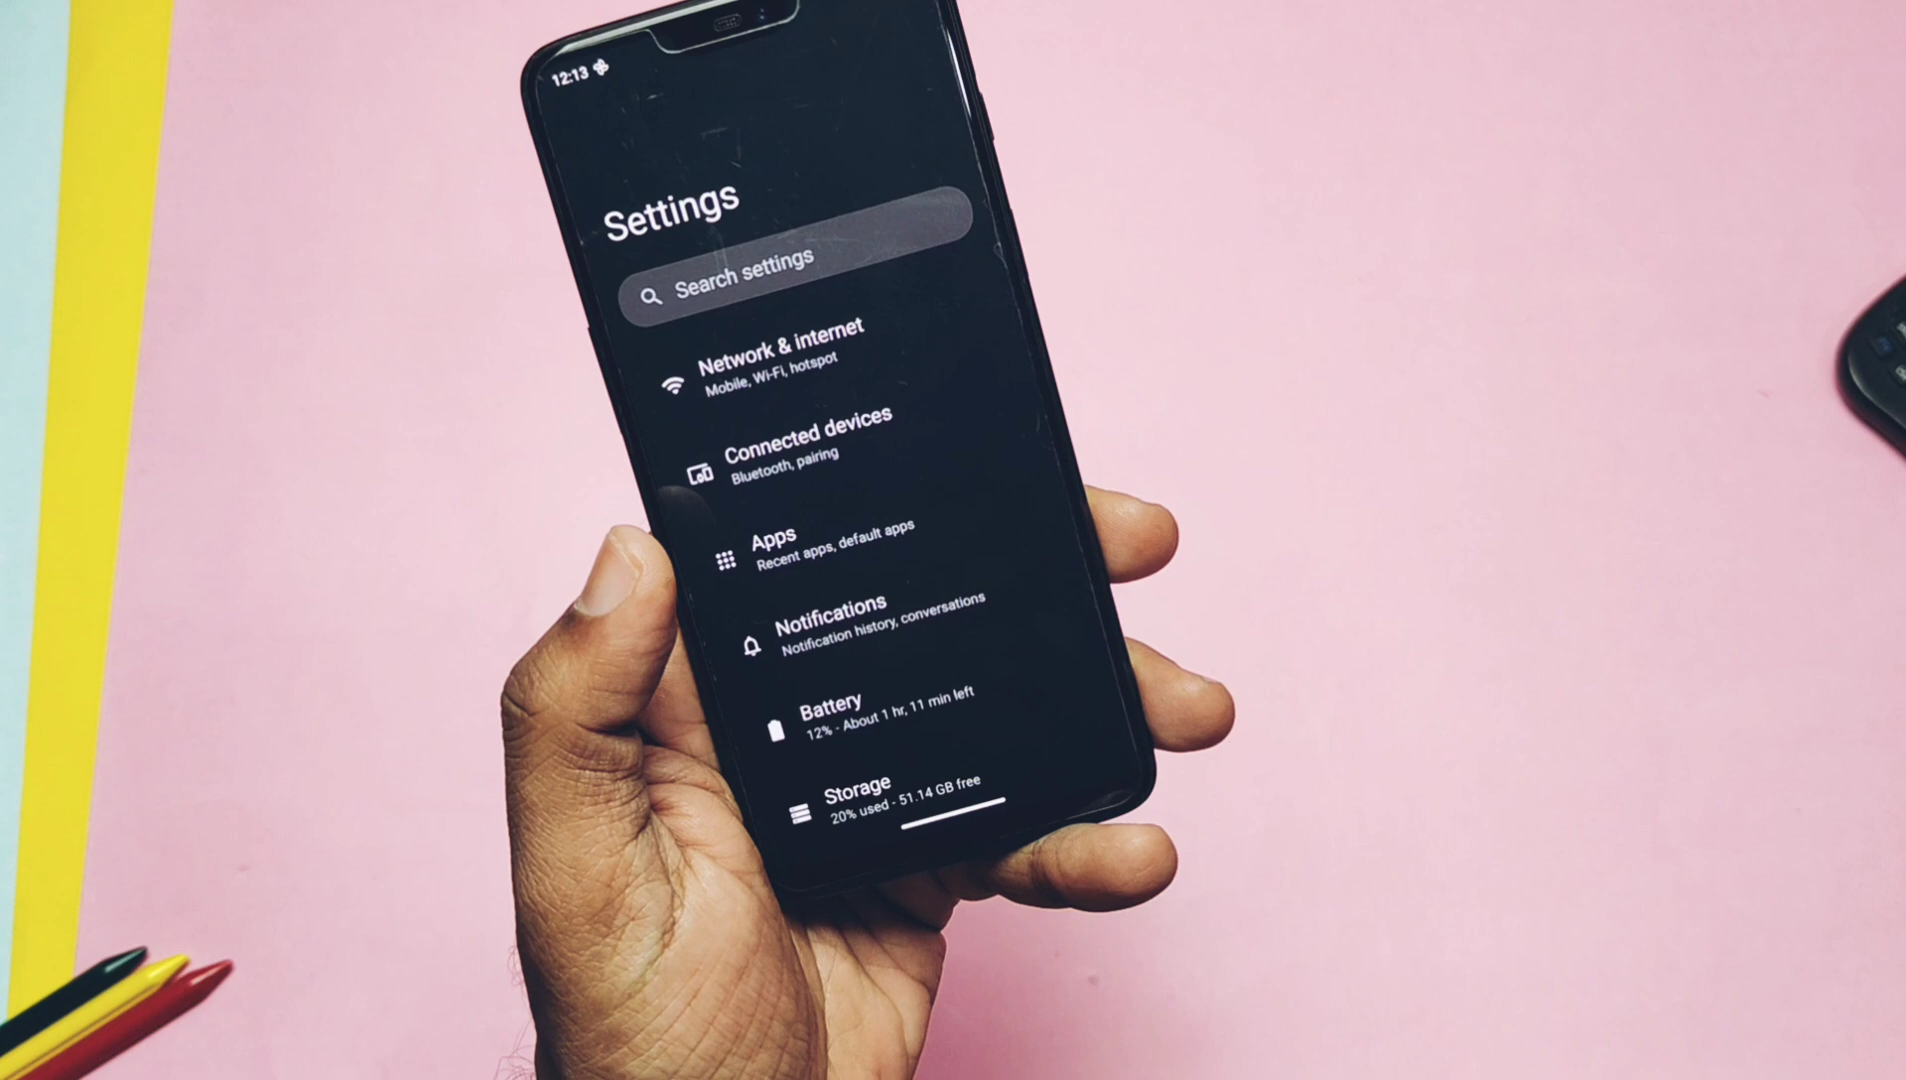 12:13
Settings
Search settings
Network & internet
Mobile, Wi-Fi, hotspot
Connected devices
Bluetooth, pairing
Apps
Recent apps, default apps
Notifications
Notification history, conversations
Battery
12% - About 1 hr, 11 min left
Storage
20% used - 51.14 GB free